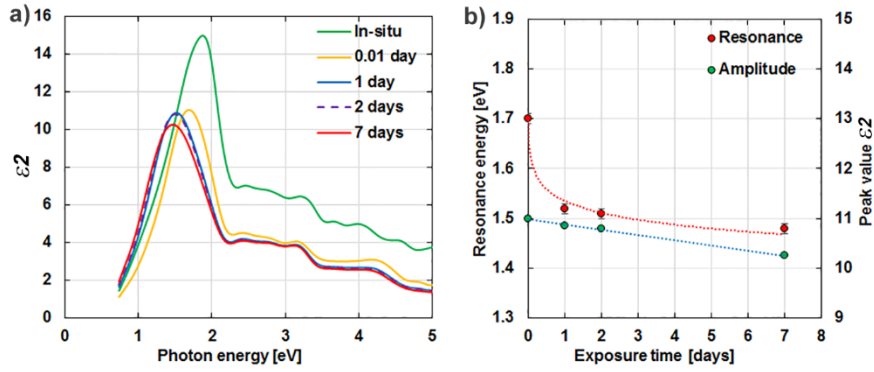 a)
16
14
12
10
8
6
4
2
0
ε2
0 1 2 3 4 5
Photon energy [eV]
In-situ
0.01 day
1 day
2 days
7 days
b)
1.9
1.8
1.7
1.6
1.5
1.4
1.3
Resonance energy [eV]
0 1 2 3 4 5 6 7 8
Exposure time [days]
Resonance
Amplitude
15
14
13
12
11
10
9
Peak value ε2